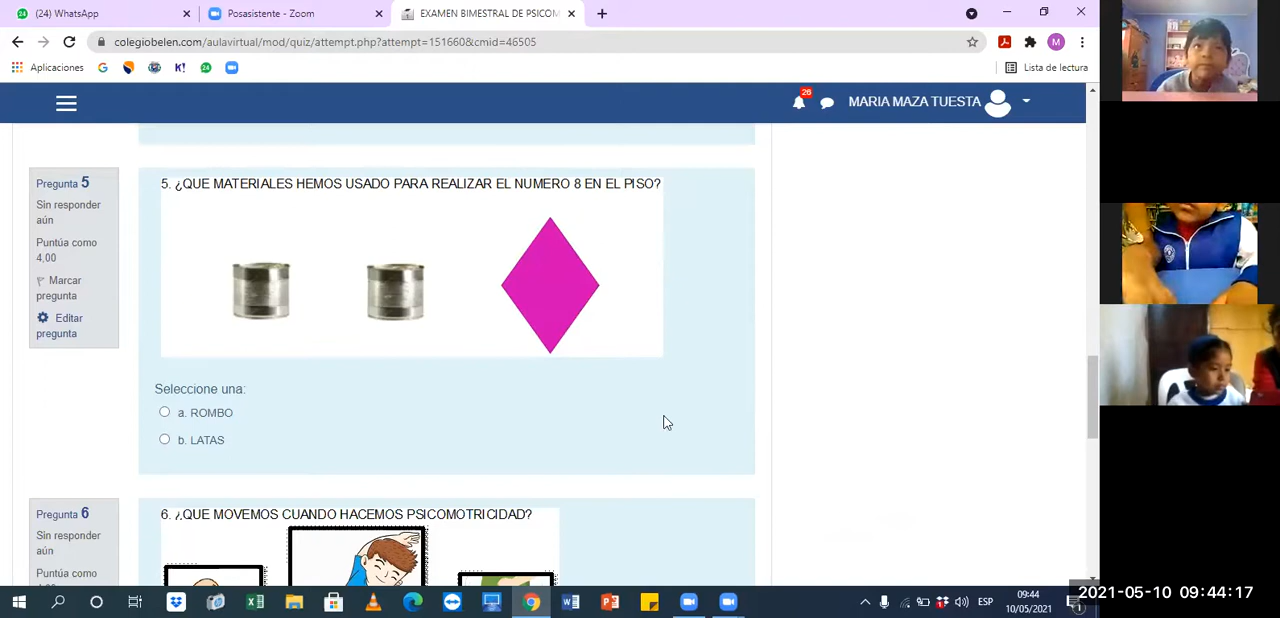 (24) WhatsApp
Posasistente - Zoom
EXAMEN BIMESTRAL DE PSICOM
colegiobelen.com/aulavirtual/mod/quiz/attempt.php?attempt=151660&cmid=46505
M
Aplicaciones
K!
Lista de lectura
26
MARIA MAZA TUESTA
Pregunta 5
Sin responder
aún
Puntúa como
4,00
Marcar
pregunta
Editar
pregunta
5. ¿QUE MATERIALES HEMOS USADO PARA REALIZAR EL NUMERO 8 EN EL PISO?
Seleccione una:
a. ROMBO
b. LATAS
Pregunta 6
Sin responder
aún
Puntúa como
6. ¿QUE MOVEMOS CUANDO HACEMOS PSICOMOTRICIDAD?
ESP
09:44
10/05/2021
2021-05-10 09:44:17